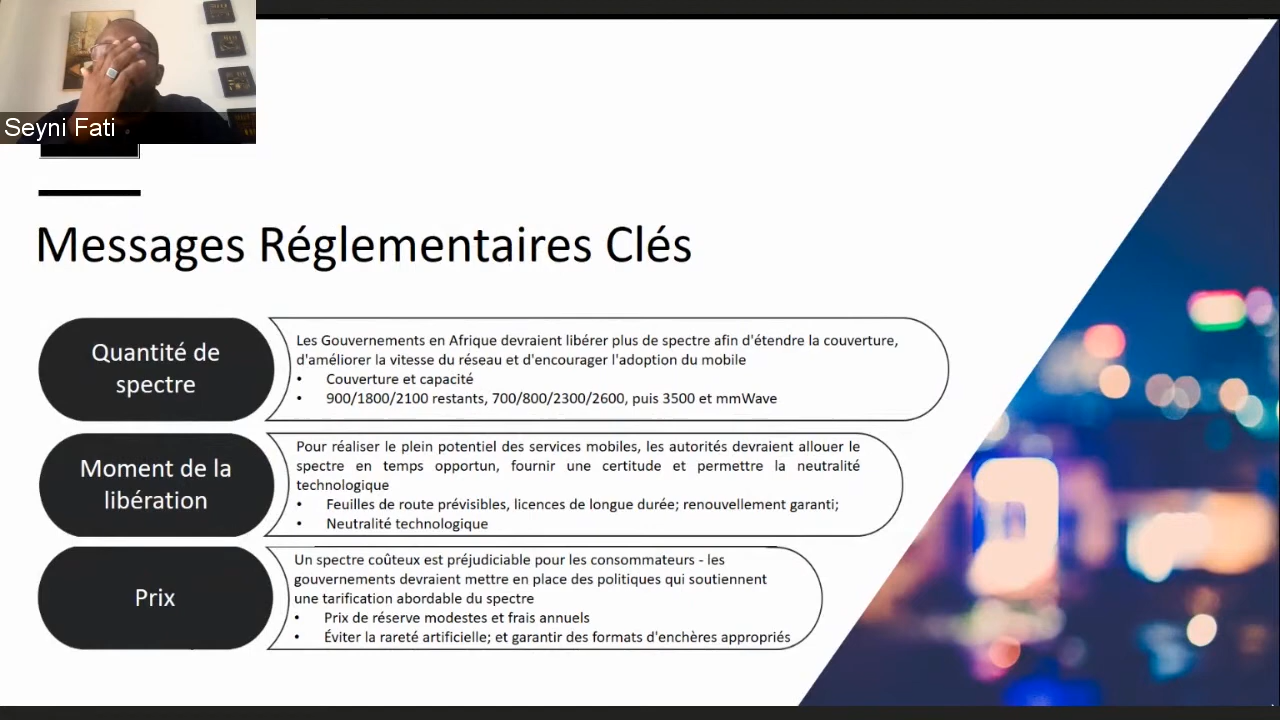 Seyni Fati
Messages Réglementaires Clés
Quantité de
spectre
Les Gouvernements en Afrique devraient libérer plus de spectre afin d'étendre la couverture,
d'améliorer la vitesse du réseau et d'encourager l'adoption du mobile
• Couverture et capacité
• 900/1800/2100 restants, 700/800/2300/2600, puis 3500 et mmWave
Moment de la
libération
Pour réaliser le plein potentiel des services mobiles, les autorités devraient allouer le
spectre en temps opportun, fournir une certitude et permettre la neutralité
technologique
• Feuilles de route prévisibles, licences de longue durée; renouvellement garanti;
• Neutralité technologique
Prix
Un spectre coûteux est préjudiciable pour les consommateurs - les
gouvernements devraient mettre en place des politiques qui soutiennent
une tarification abordable du spectre
• Prix de réserve modestes et frais annuels
• Éviter la rareté artificielle; et garantir des formats d'enchères appropriés